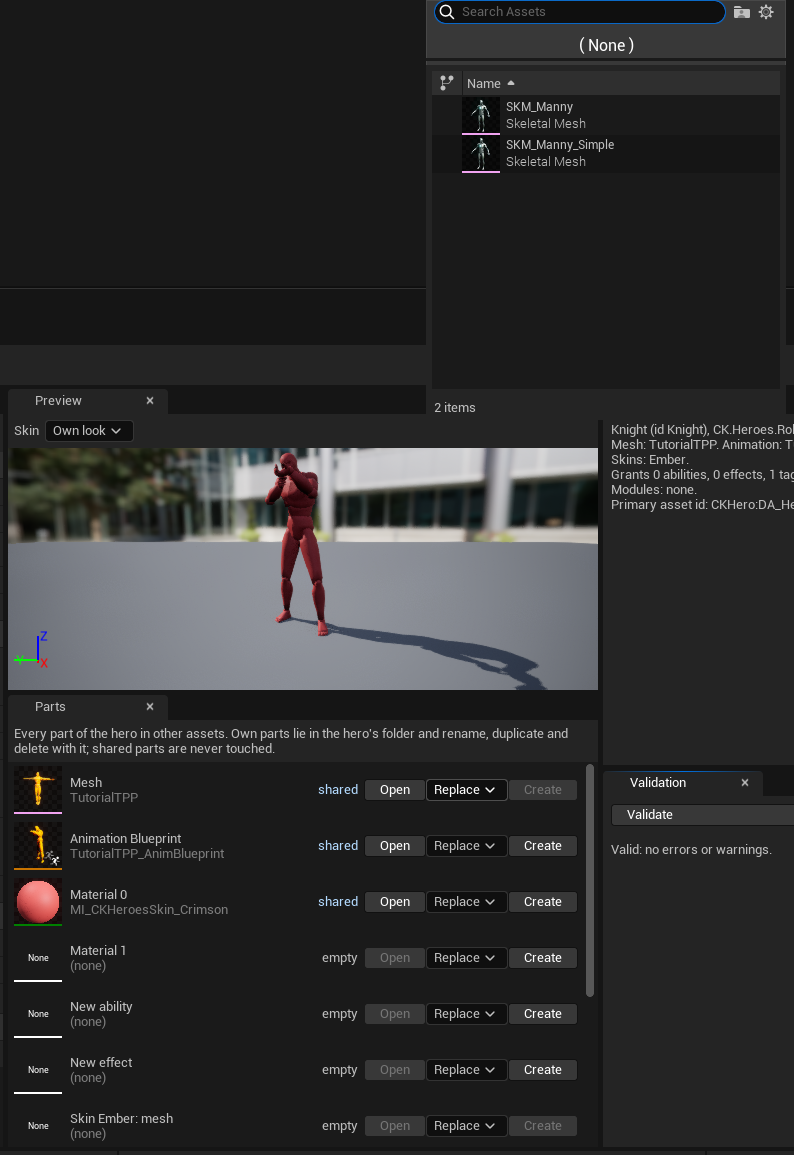 Search Assets
( None )
Name
SKM_Manny
Skeletal Mesh
SKM_Manny_Simple
Skeletal Mesh
2 items
Preview
Skin
Own look
Z
Y
X
Knight (id Knight), CK.Heroes.Rol
Mesh: TutorialTPP. Animation: T
Skins: Ember.
Grants 0 abilities, 0 effects, 1 tag
Modules: none.
Primary asset id: CKHero:DA_He
Parts
Every part of the hero in other assets. Own parts lie in the hero's folder and rename, duplicate and
delete with it; shared parts are never touched.
Mesh
TutorialTPP
shared Open Replace Create
Animation Blueprint
TutorialTPP_AnimBlueprint
shared Open Replace Create
Material 0
MI_CKHeroesSkin_Crimson
shared Open Replace Create
None
Material 1
(none)
empty Open Replace Create
None
New ability
(none)
empty Open Replace Create
None
New effect
(none)
empty Open Replace Create
None
Skin Ember: mesh
(none)
empty Open Replace Create
Validation
Validate
Valid: no errors or warnings.